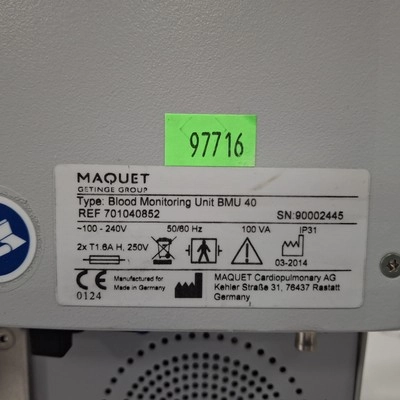 97716
MAQUET
GETINGE GROUP
Type: Blood Monitoring Unit BMU 40
REF 701040852 SN:90002445
~100 - 240V 50/60 Hz 100 VA IP31
2x T1.6A H, 250V 03-2014
CE 0124
Manufactured for
Made in Germany
MAQUET Cardiopulmonary AG
Kehler Straße 31, 76437 Rastatt
Germany